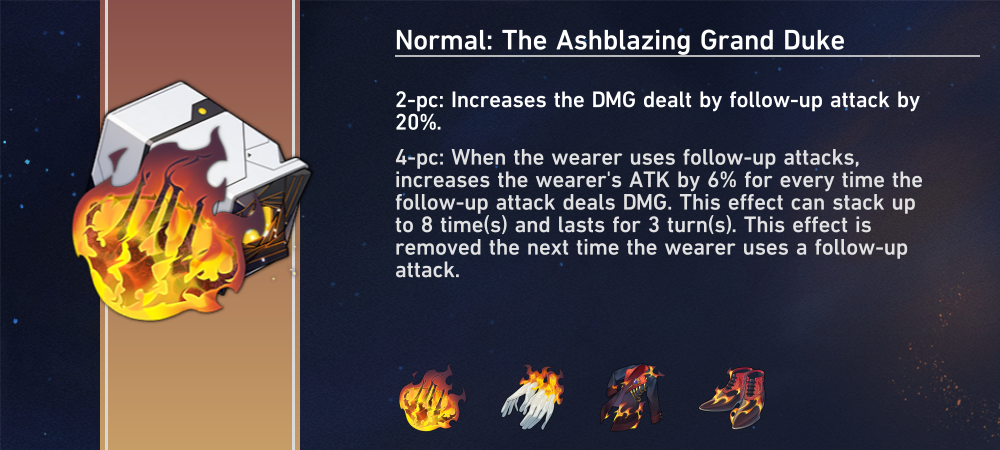 Normal: The Ashblazing Grand Duke
2-pc: Increases the DMG dealt by follow-up attack by
20%.
4-pc: When the wearer uses follow-up attacks,
increases the wearer's ATK by 6% for every time the
follow-up attack deals DMG. This effect can stack up
to 8 time(s) and lasts for 3 turn(s). This effect is
removed the next time the wearer uses a follow-up
attack.